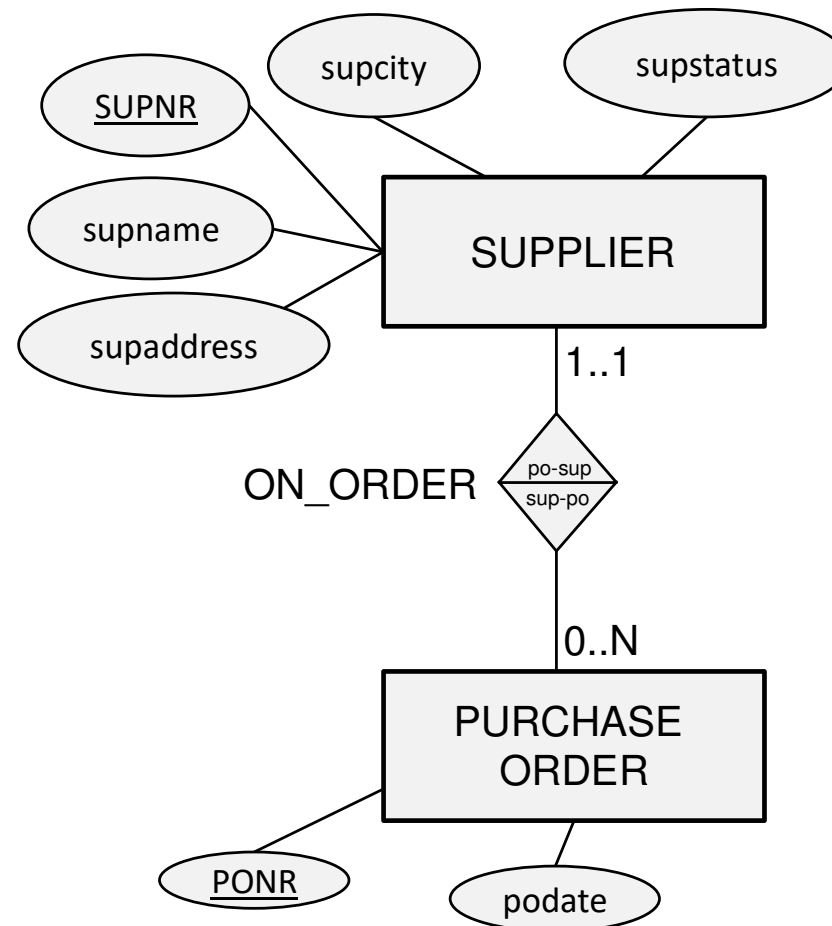 supcity
supstatus
SUPNR
supname
SUPPLIER
supaddress
1..1
ON_ORDER
po-sup
sup-po
0..N
PURCHASE
ORDER
PONR
podate